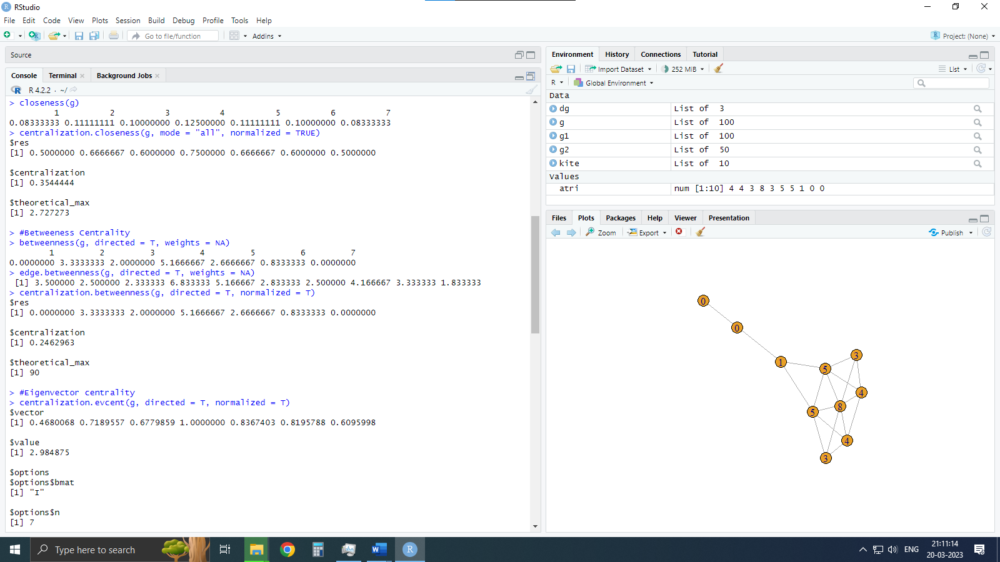 RStudio
File Edit Code View Plots Session Build Debug Profile Tools Help
Go to file/function Addins Project: (None)
Source
Console Terminal Background Jobs
R 4.2.2 · ~/
> closeness(g)
1 2 3 4 5 6 7
0.08333333 0.11111111 0.10000000 0.12500000 0.11111111 0.10000000 0.08333333
> centralization.closeness(g, mode = "all", normalized = TRUE)
$res
[1] 0.5000000 0.6666667 0.6000000 0.7500000 0.6666667 0.6000000 0.5000000
$centralization
[1] 0.3544444
$theoretical_max
[1] 2.727273
> #Betweeness Centrality
> betweenness(g, directed = T, weights = NA)
1 2 3 4 5 6 7
0.0000000 3.3333333 2.0000000 5.1666667 2.6666667 0.8333333 0.0000000
> edge.betweenness(g, directed = T, weights = NA)
[1] 3.500000 2.500000 2.333333 6.833333 5.166667 2.833333 2.500000 4.166667 3.333333 1.833333
> centralization.betweenness(g, directed = T, normalized = T)
$res
[1] 0.0000000 3.3333333 2.0000000 5.1666667 2.6666667 0.8333333 0.0000000
$centralization
[1] 0.2462963
$theoretical_max
[1] 90
> #Eigenvector centrality
> centralization.evcent(g, directed = T, normalized = T)
$vector
[1] 0.4680068 0.7189557 0.6779859 1.0000000 0.8367403 0.8195788 0.6095998
$value
[1] 2.984875
$options
$options$bmat
[1] "I"
$options$n
[1] 7
Environment History Connections Tutorial
Import Dataset 252 MiB List
R Global Environment
Data
dg List of 3
g List of 100
g1 List of 100
g2 List of 50
kite List of 10
Values
atri num [1:10] 4 4 3 8 3 5 5 1 0 0
Files Plots Packages Help Viewer Presentation
Zoom Export Publish
0
0
3
1
5
4
8
5
4
3
Type here to search
ENG
21:11:14
20-03-2023